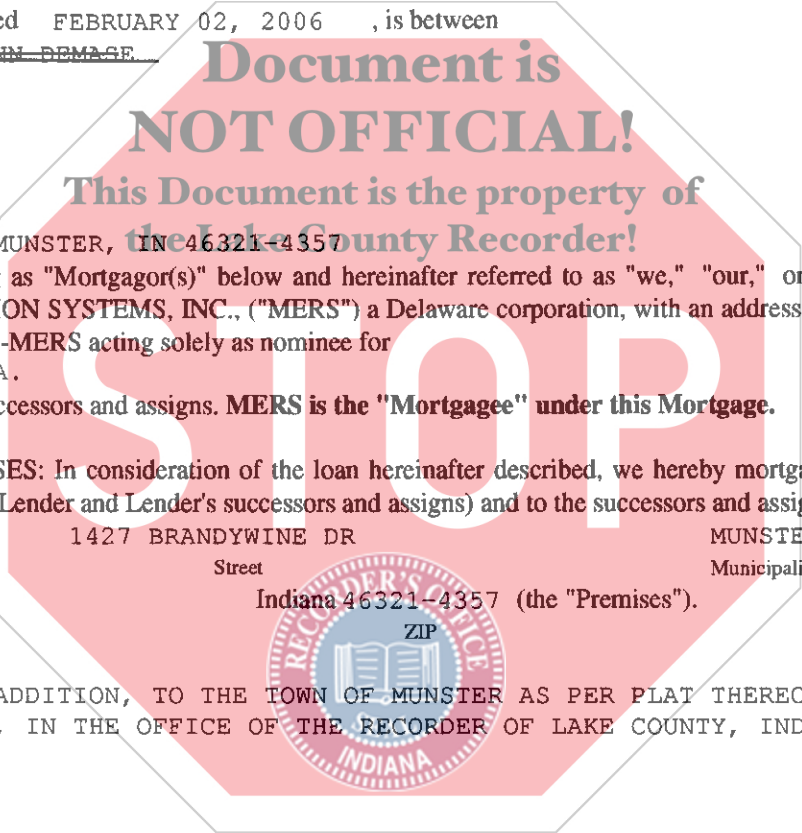 ed FEBRUARY 02, 2006 , is between
NN DEMASE
Document is
NOT OFFICIAL!
This Document is the property of
the Lake County Recorder!
MUNSTER, IN 46321-4357
as "Mortgagor(s)" below and hereinafter referred to as "we," "our," or
ON SYSTEMS, INC., ("MERS") a Delaware corporation, with an address
-MERS acting solely as nominee for
A.
ccessors and assigns. MERS is the "Mortgagee" under this Mortgage.
SES: In consideration of the loan hereinafter described, we hereby mortga
Lender and Lender's successors and assigns) and to the successors and assig
1427 BRANDYWINE DR MUNSTE
Street Municipali
Indiana 46321-4357 (the "Premises").
ZIP
ADDITION, TO THE TOWN OF MUNSTER AS PER PLAT THEREO
, IN THE OFFICE OF THE RECORDER OF LAKE COUNTY, IND
STOP
RECORDER'S OFFICE
INDIANA